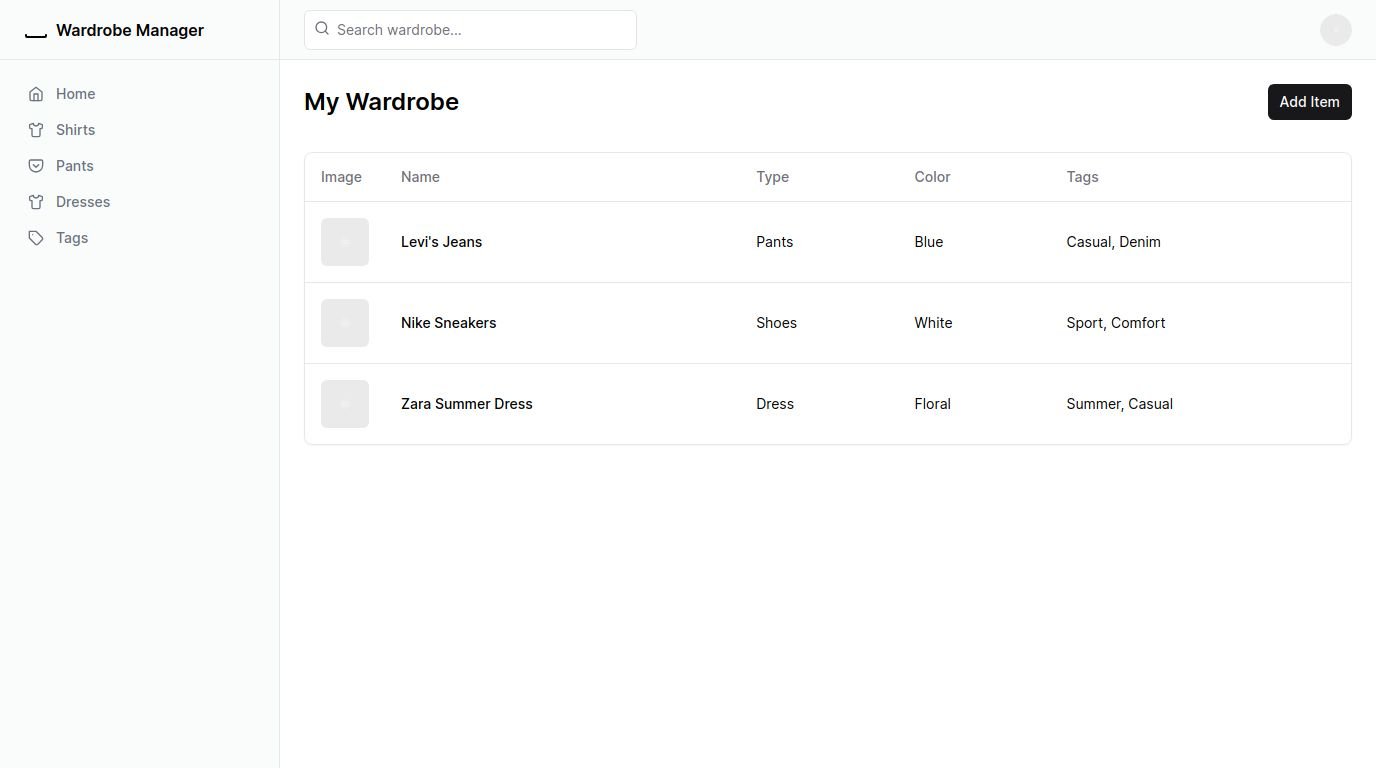 Wardrobe Manager
Search wardrobe...
Home
Shirts
Pants
Dresses
Tags
My Wardrobe
Add Item
Image Name Type Color Tags
Levi's Jeans Pants Blue Casual, Denim
Nike Sneakers Shoes White Sport, Comfort
Zara Summer Dress Dress Floral Summer, Casual